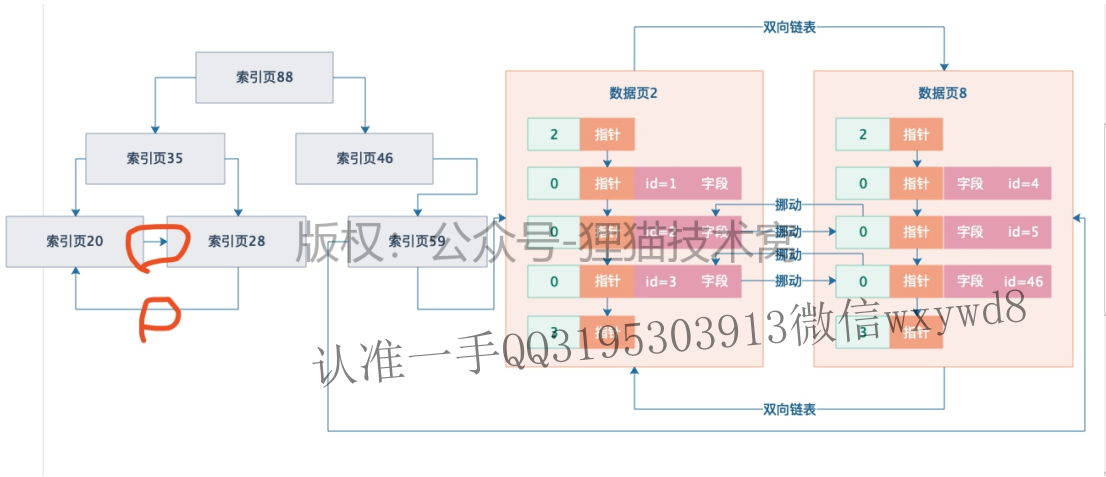 双向链表
索引页88
数据页2
数据页8
2 指针
2 指针
索引页35
索引页46
0 指针 id=1 字段
0 指针 字段 id=4
挪动
索引页20
索引页28
索引页59
0 指针 id=2 字段
挪动
0 指针 字段 id=5
版权：公众号-狸猫技术窝
挪动
0 指针 id=3 字段
挪动
0 指针 字段 id=46
3 指针
3 指针
认准一手QQ3195303913微信wxywd8
双向链表